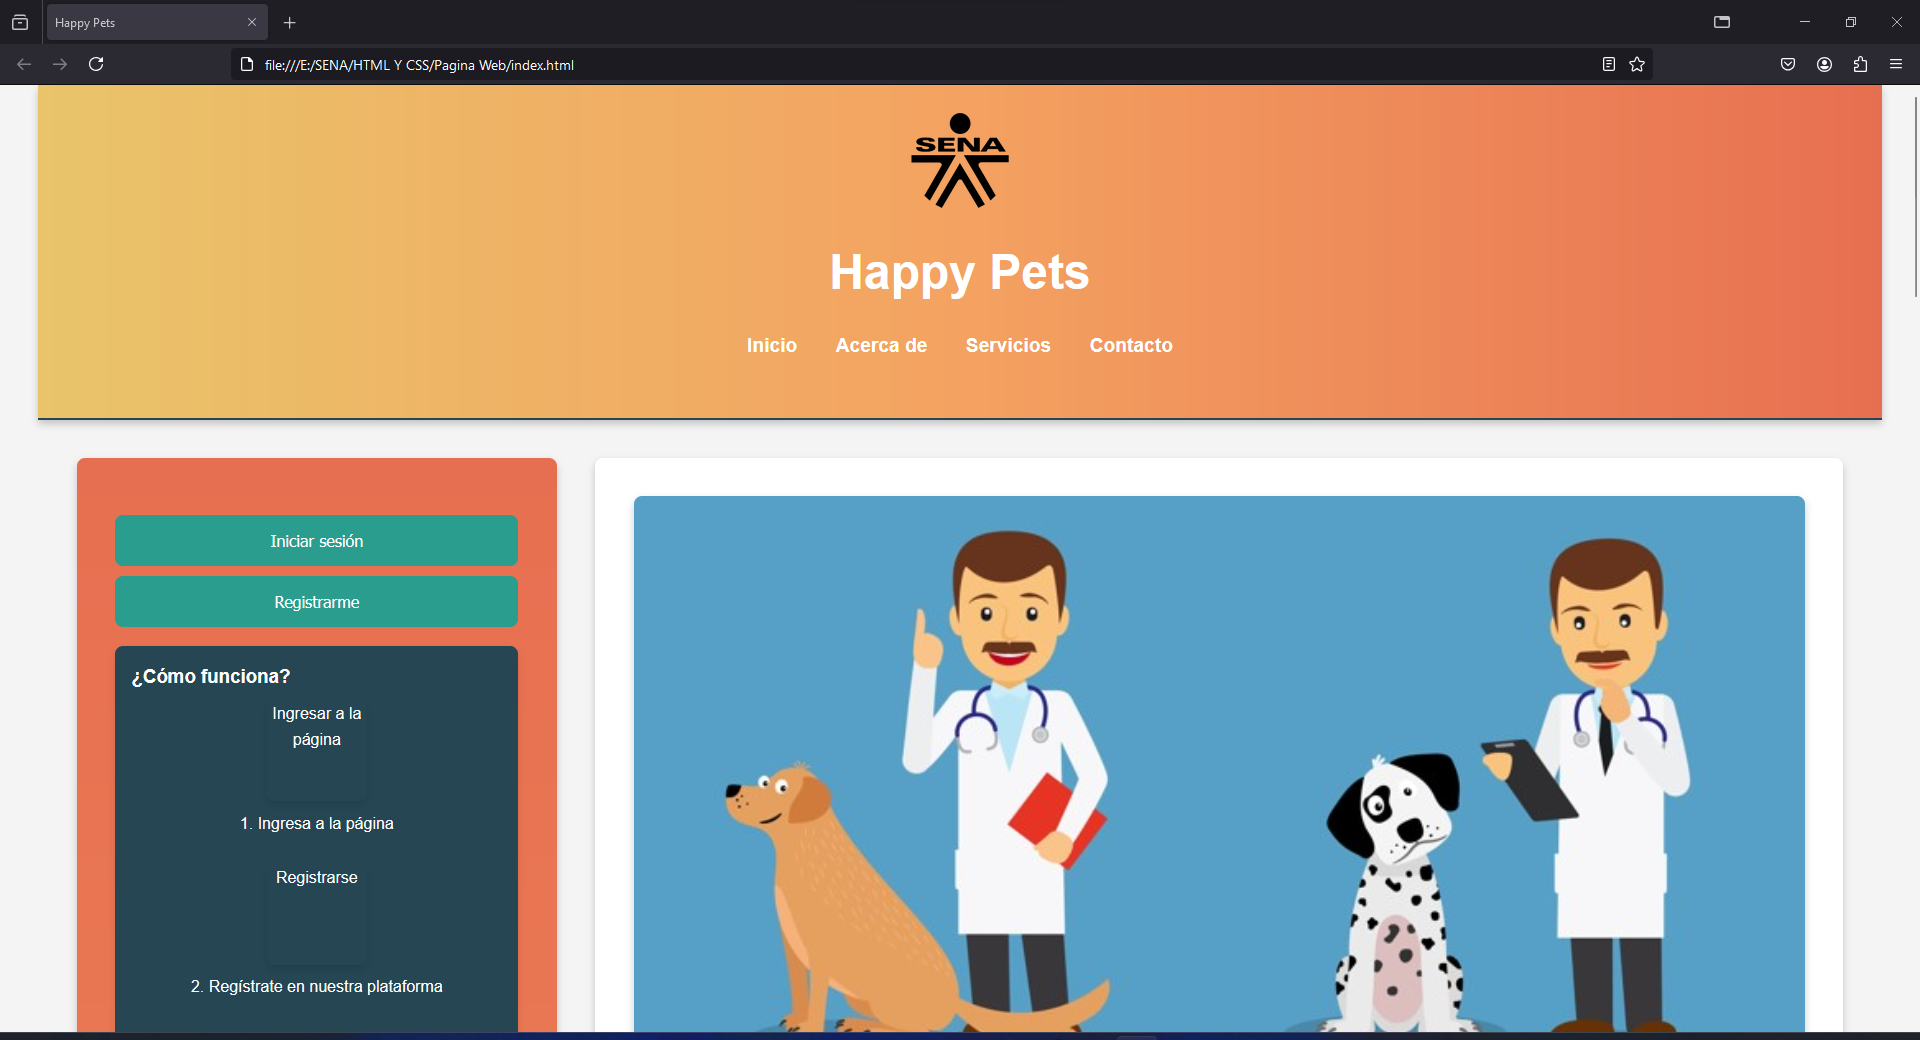 Happy Pets
file:///E:/SENA/HTML Y CSS/Pagina Web/index.html
SENA
Happy Pets
Inicio Acerca de Servicios Contacto
Iniciar sesión
Registrarme
¿Cómo funciona?
Ingresar a la
página
1. Ingresa a la página
Registrarse
2. Regístrate en nuestra plataforma